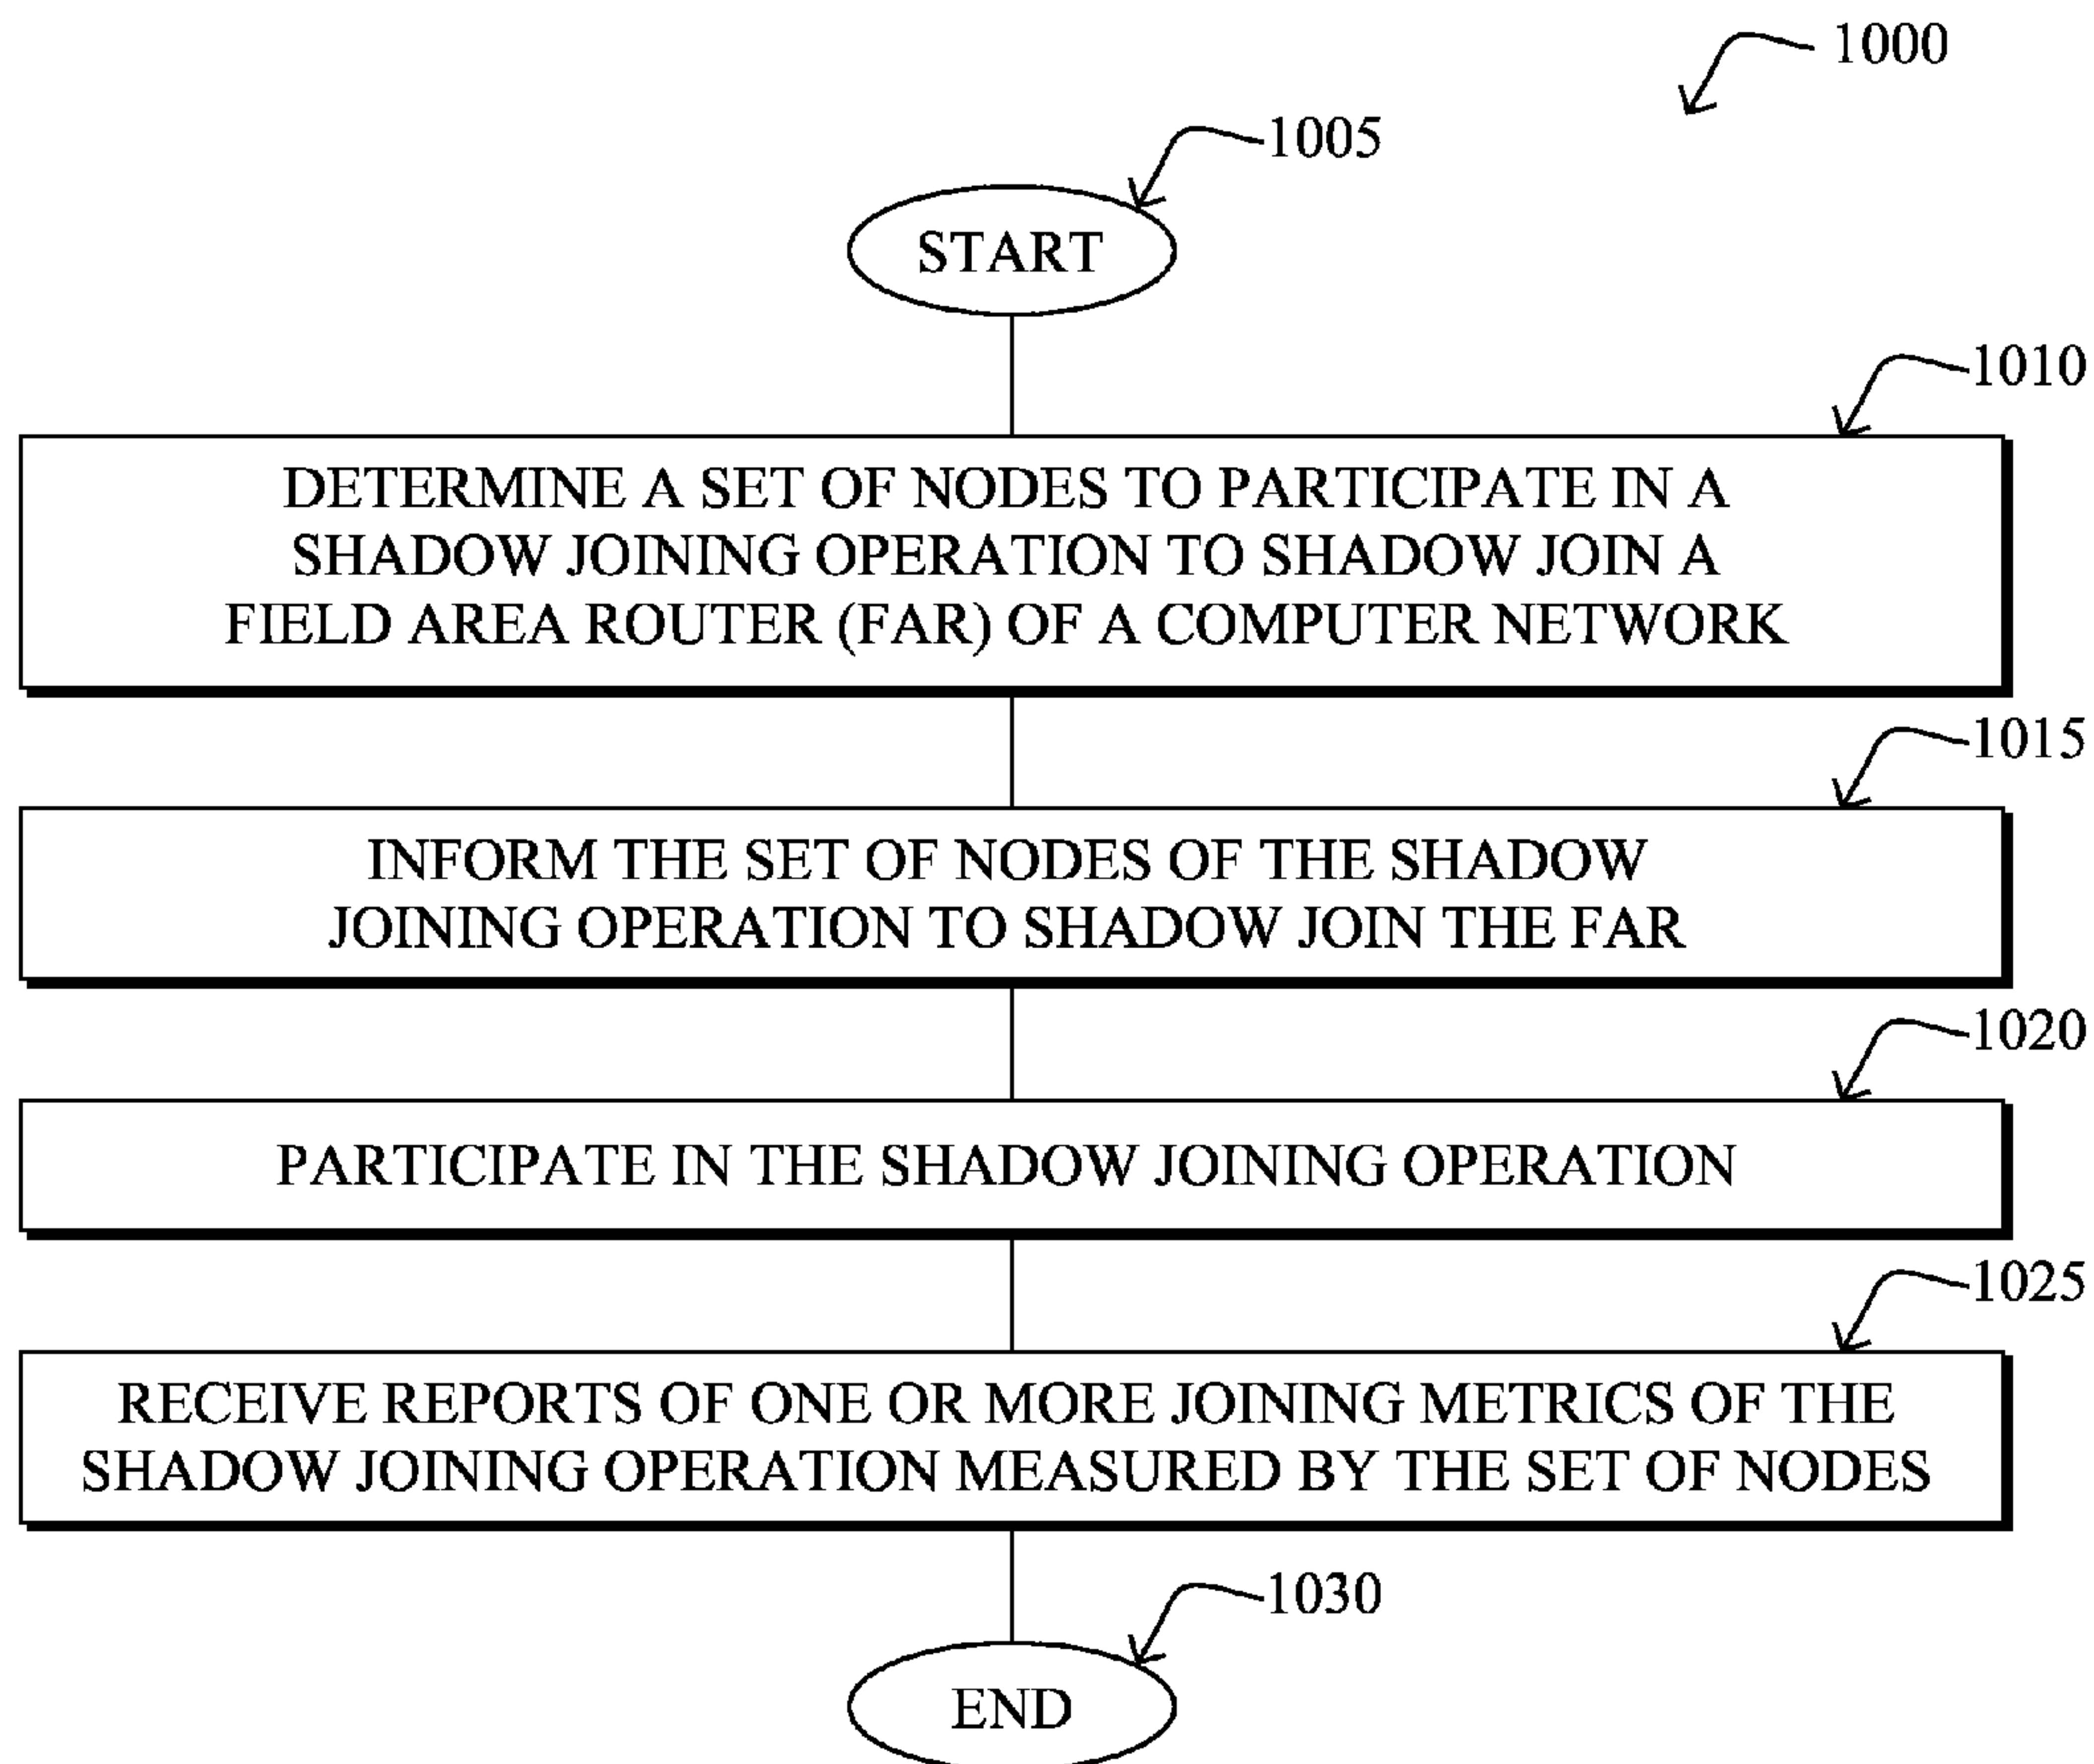 1000
1005
START
1010
DETERMINE A SET OF NODES TO PARTICIPATE IN A
SHADOW JOINING OPERATION TO SHADOW JOIN A
FIELD AREA ROUTER (FAR) OF A COMPUTER NETWORK
1015
INFORM THE SET OF NODES OF THE SHADOW
JOINING OPERATION TO SHADOW JOIN THE FAR
1020
PARTICIPATE IN THE SHADOW JOINING OPERATION
1025
RECEIVE REPORTS OF ONE OR MORE JOINING METRICS OF THE
SHADOW JOINING OPERATION MEASURED BY THE SET OF NODES
1030
END